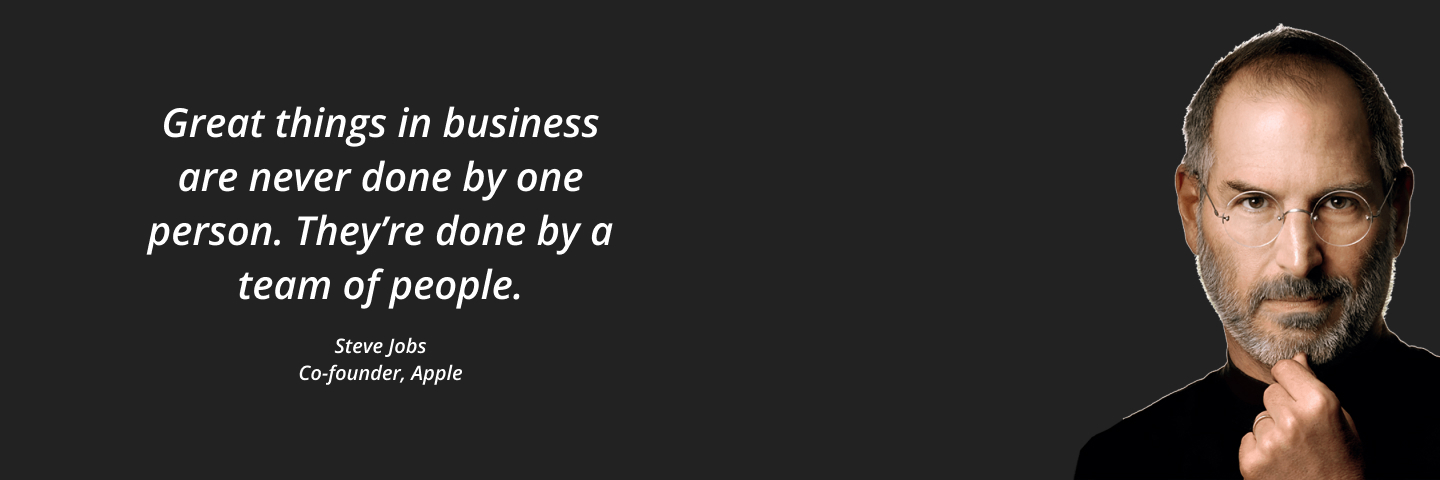 Great things in business
are never done by one
person. They’re done by a
team of people.
Steve Jobs
Co-founder, Apple